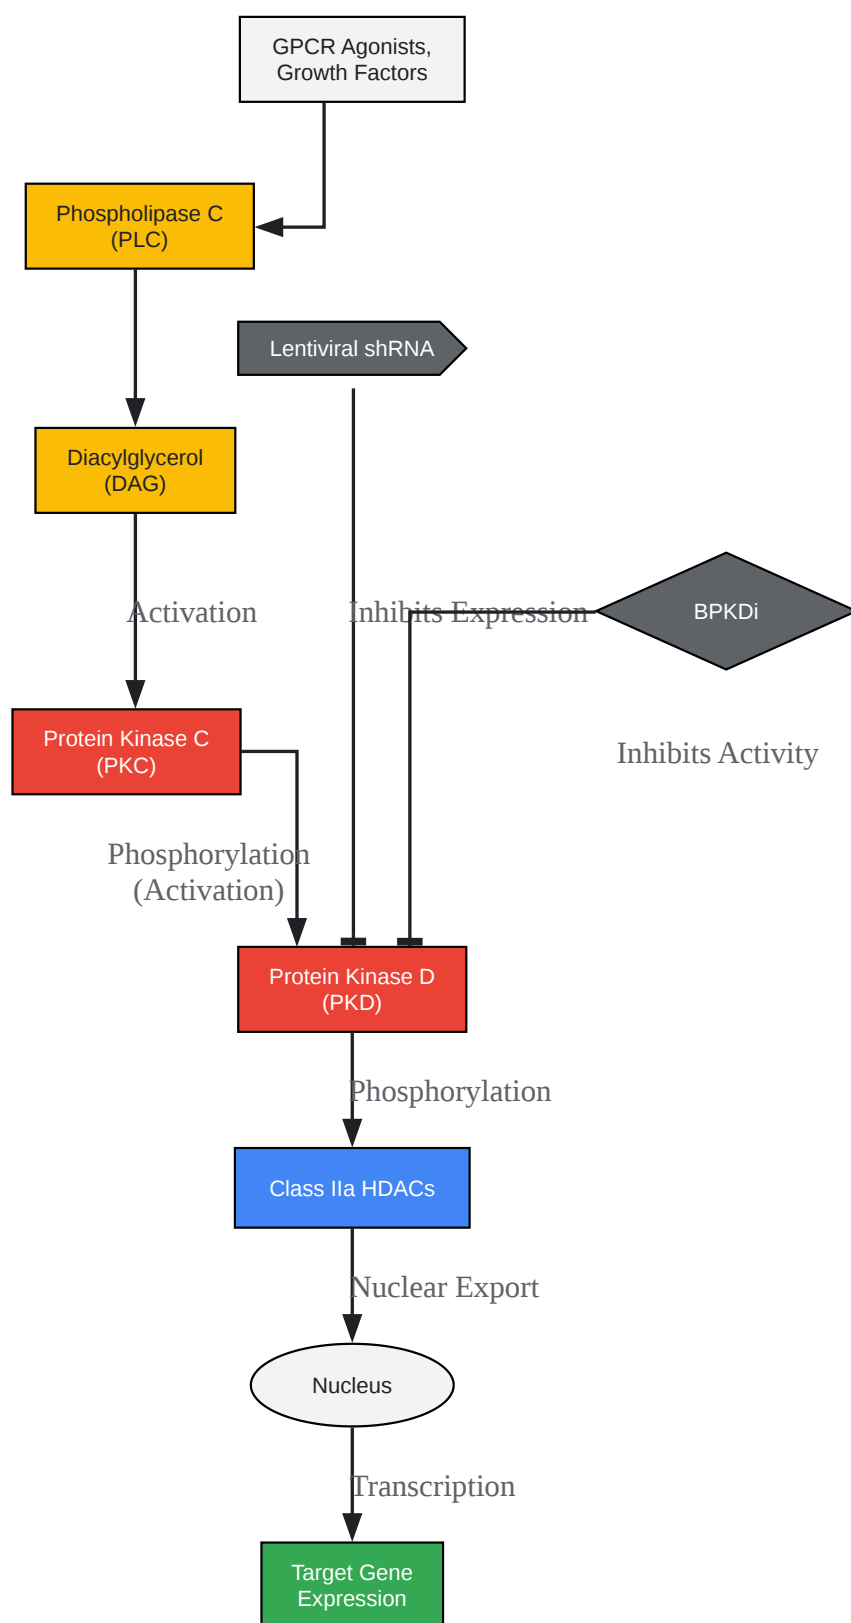 GPCR Agonists,
Growth Factors
Phospholipase C
(PLC)
Lentiviral shRNA
Diacylglycerol
(DAG)
Activation
Inhibits Expression
BPKDi
Protein Kinase C
(PKC)
Inhibits Activity
Phosphorylation
(Activation)
Protein Kinase D
(PKD)
Phosphorylation
Class IIa HDACs
Nuclear Export
Nucleus
Transcription
Target Gene
Expression